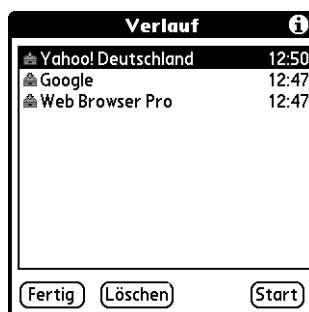 Verlauf
Yahoo! Deutschland 12:50
Google 12:47
Web Browser Pro 12:47
Fertig Löschen Start